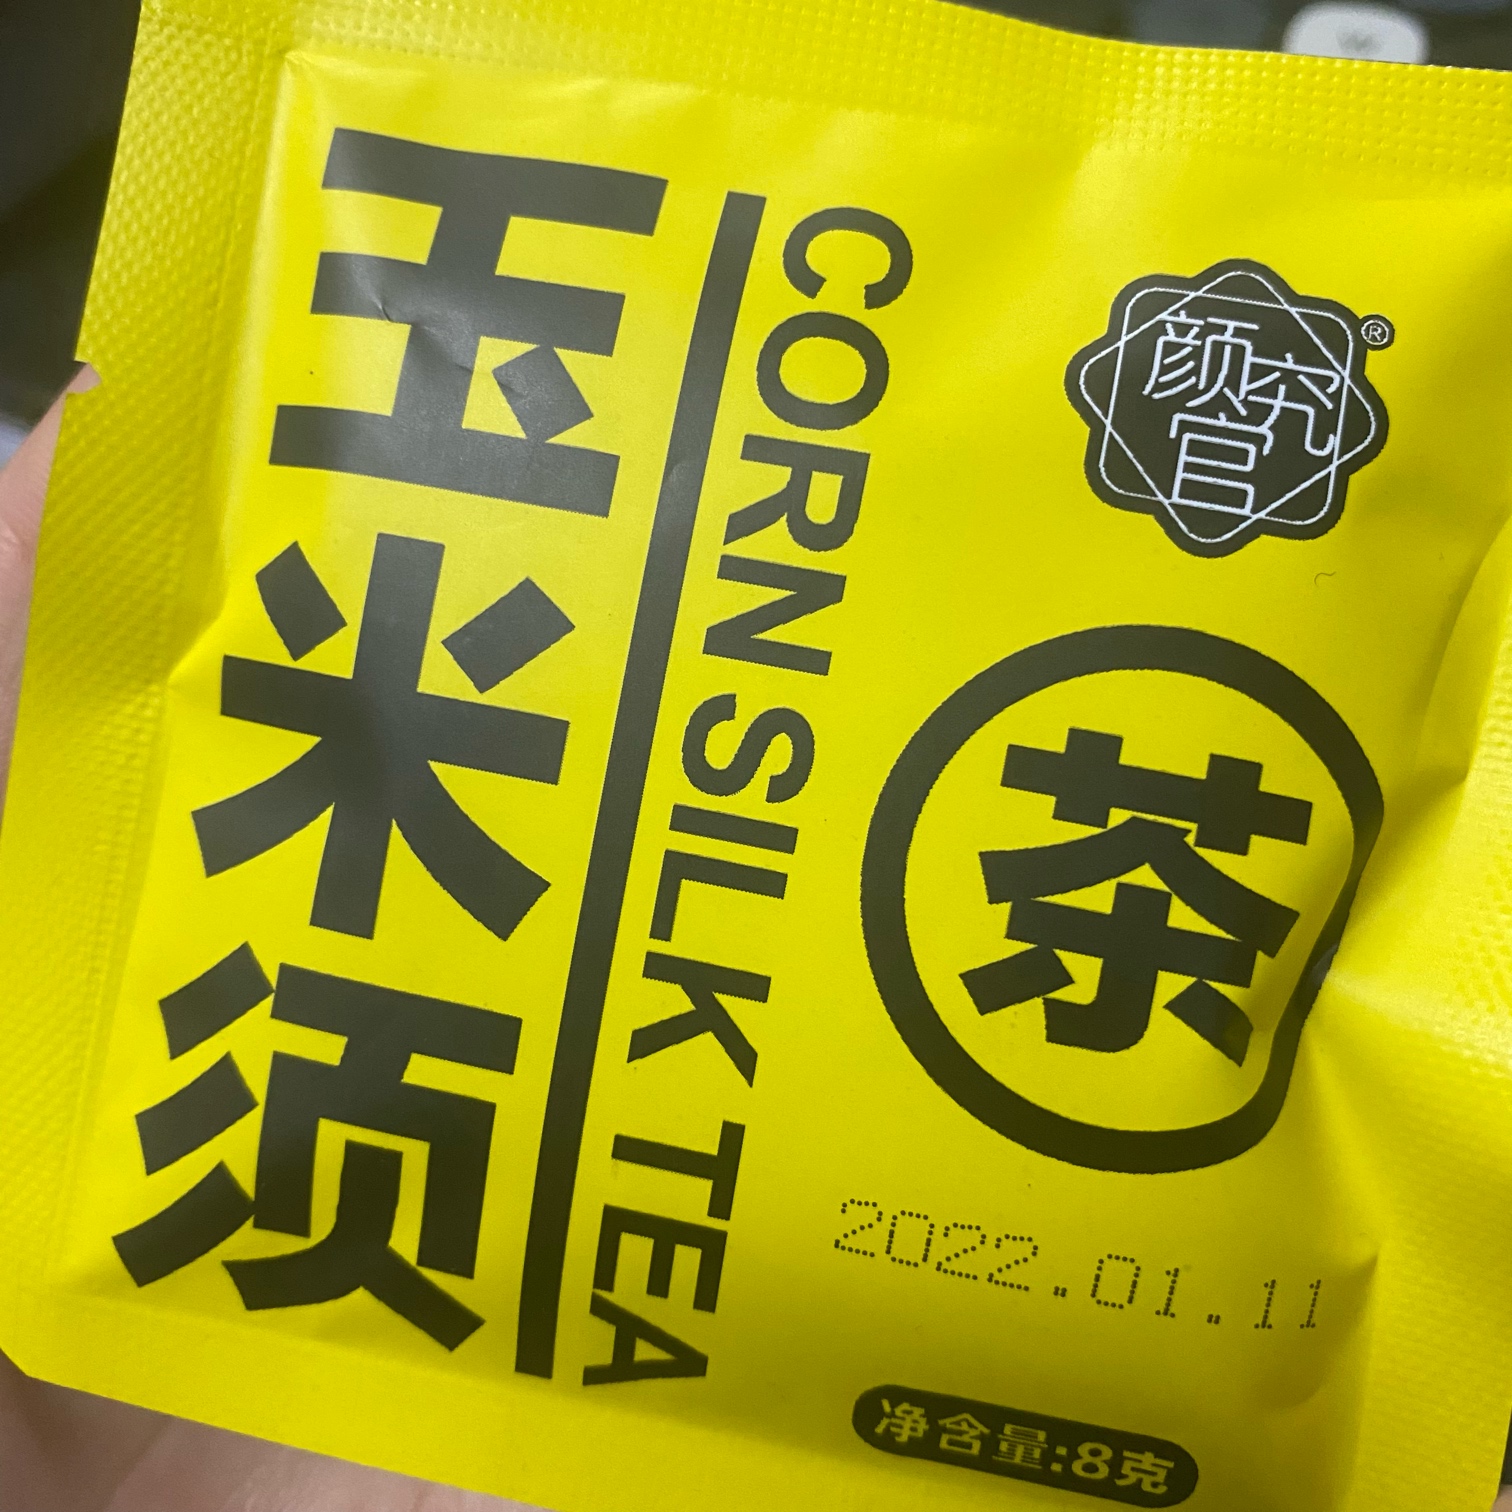 玉米须
CORN SILK TEA
颜究
官
®
茶
2022.01.11
净含量:8克